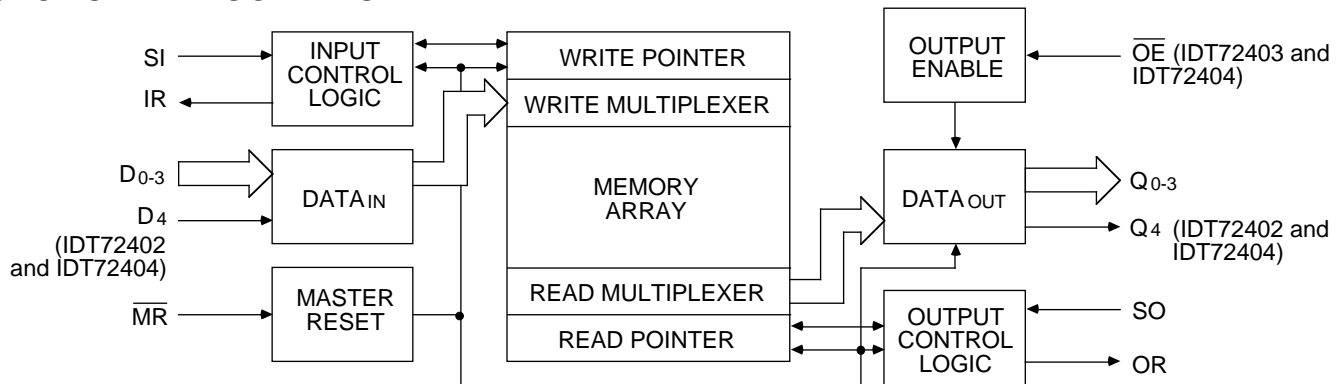 SI
IR
D0-3
D4
(IDT72402
and IDT72404)
MR
INPUT
CONTROL
LOGIC
DATAIN
MASTER
RESET
WRITE POINTER
WRITE MULTIPLEXER
MEMORY
ARRAY
READ MULTIPLEXER
READ POINTER
OUTPUT
ENABLE
DATAOUT
OUTPUT
CONTROL
LOGIC
OE (IDT72403 and
IDT72404)
Q0-3
Q4 (IDT72402 and
IDT72404)
SO
OR